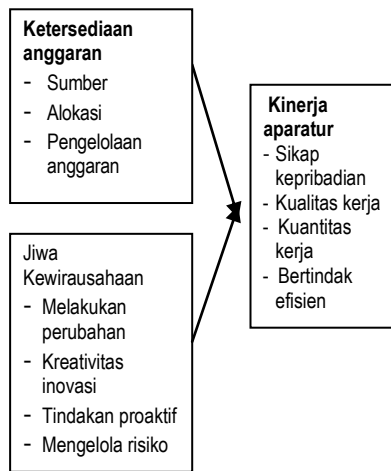 Ketersediaan
anggaran
- Sumber
- Alokasi
- Pengelolaan
anggaran
Jiwa
Kewirausahaan
- Melakukan
perubahan
- Kreativitas
inovasi
- Tindakan proaktif
- Mengelola risiko
Kinerja
aparatur
- Sikap
kepribadian
- Kualitas kerja
- Kuantitas
kerja
- Bertindak
efisien